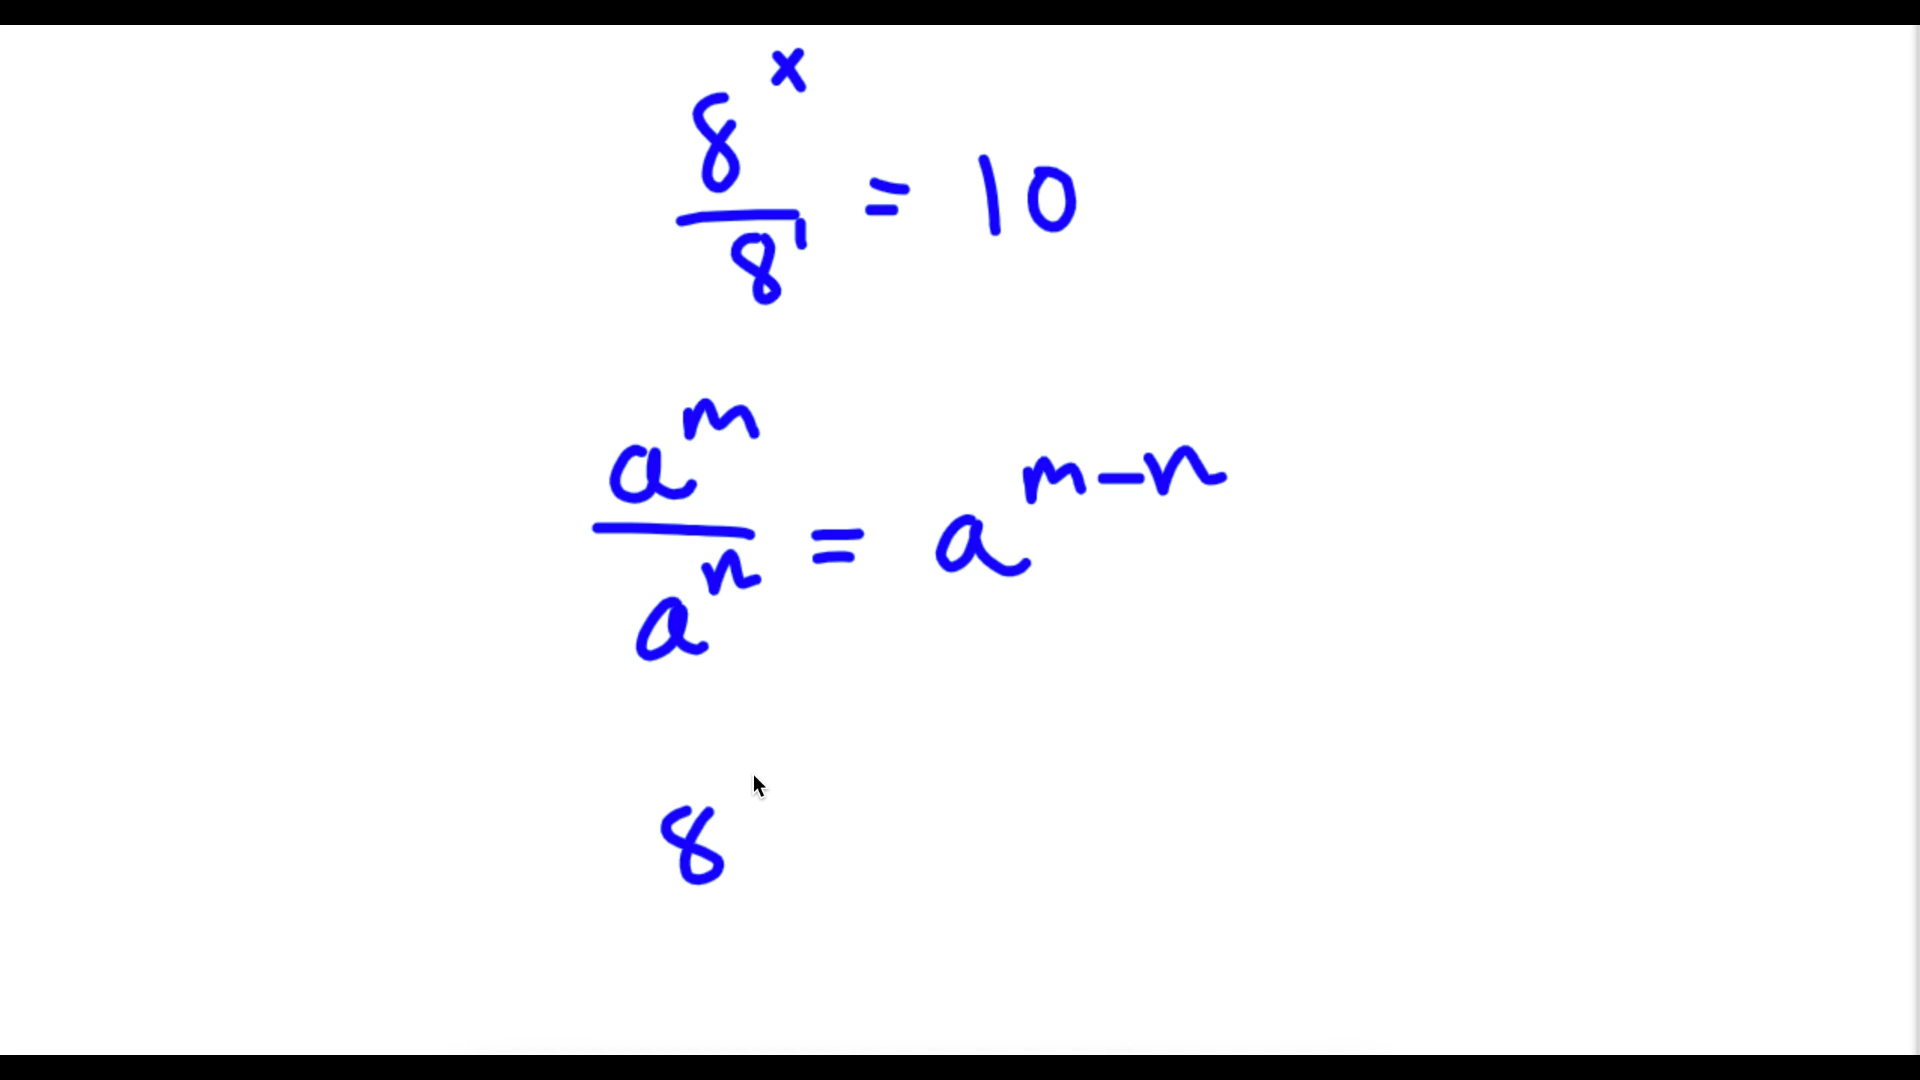 8^x / 8^1 = 10
a^m / a^n = a^{m-n}
8